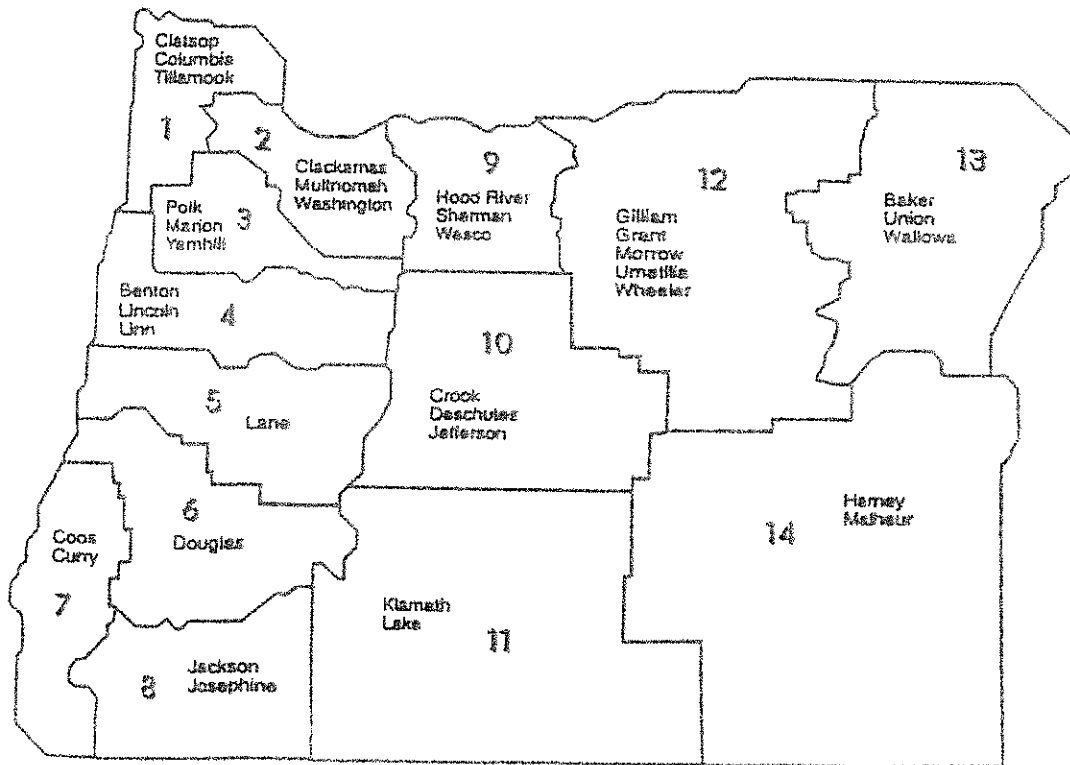 Clatsop
Columbia
Tillamook
1
2
Clackamas
Multnomah
Washington
3
Polk
Marion
Yamhill
9
Hood River
Sherman
Wasco
12
Gilliam
Grant
Morrow
Umatilla
Wheeler
13
Baker
Union
Wallowa
Benton
Lincoln
Linn
4
10
Crook
Deschutes
Jefferson
5
Lane
6
Douglas
Coos
Curry
7
8
Jackson
Josephine
Klamath
Lake
11
14
Harney
Malheur